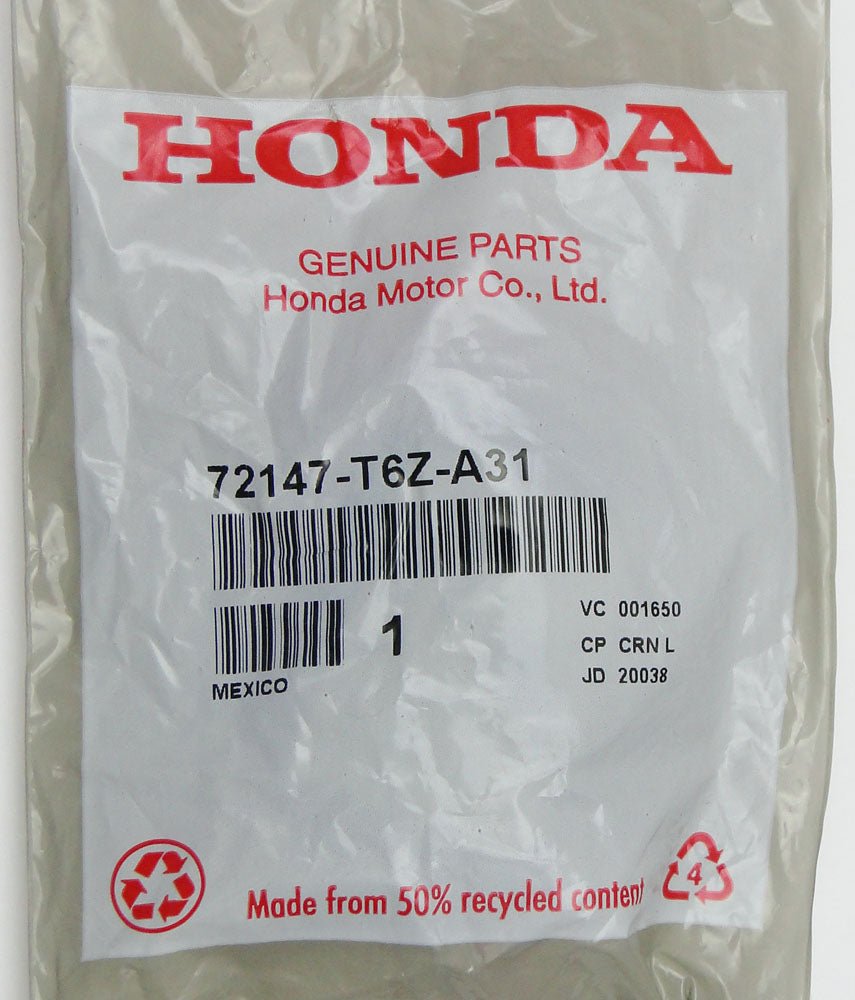 HONDA
GENUINE PARTS
Honda Motor Co., Ltd.
72147-T6Z-A31
1
MEXICO
VC 001650
CP CRN L
JD 20038
Made from 50% recycled content
4